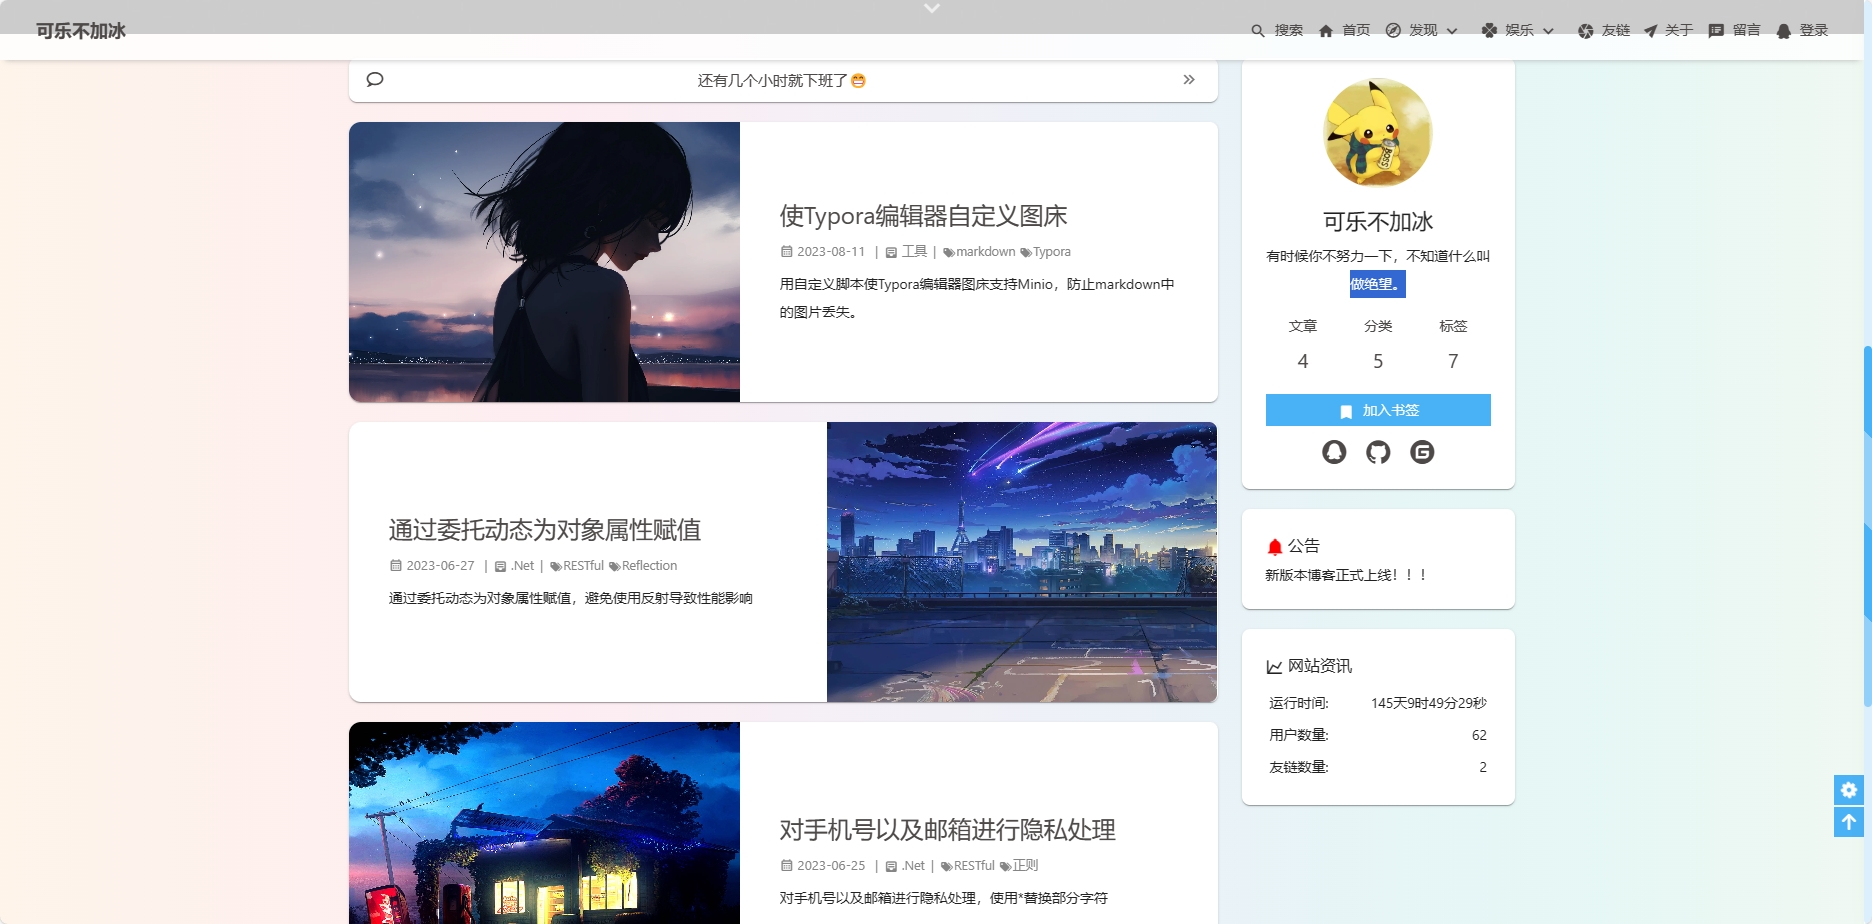 可乐不加冰
搜索 首页 发现 娱乐 友链 关于 留言 登录
还有几个小时就下班了😁
使Typora编辑器自定义图床
2023-08-11 | 工具 | markdown Typora
用自定义脚本使Typora编辑器图床支持Minio，防止markdown中
的图片丢失。
通过委托动态为对象属性赋值
2023-06-27 | .Net | RESTful Reflection
通过委托动态为对象属性赋值，避免使用反射导致性能影响
对手机号以及邮箱进行隐私处理
2023-06-25 | .Net | RESTful 正则
对手机号以及邮箱进行隐私处理，使用*替换部分字符
BOSS
可乐不加冰
有时候你不努力一下，不知道什么叫
做绝望。
文章 分类 标签
4 5 7
加入书签
公告
新版本博客正式上线！！！
网站资讯
运行时间: 145天9时49分29秒
用户数量: 62
友链数量: 2